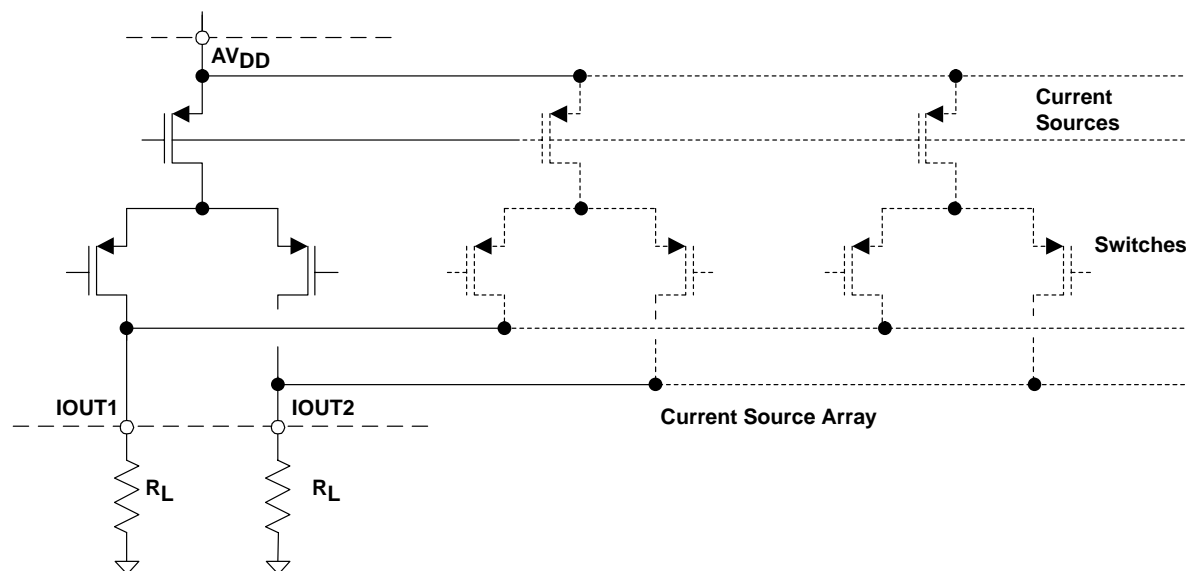 AVDD
Current
Sources
Switches
IOUT1
IOUT2
Current Source Array
RL
RL